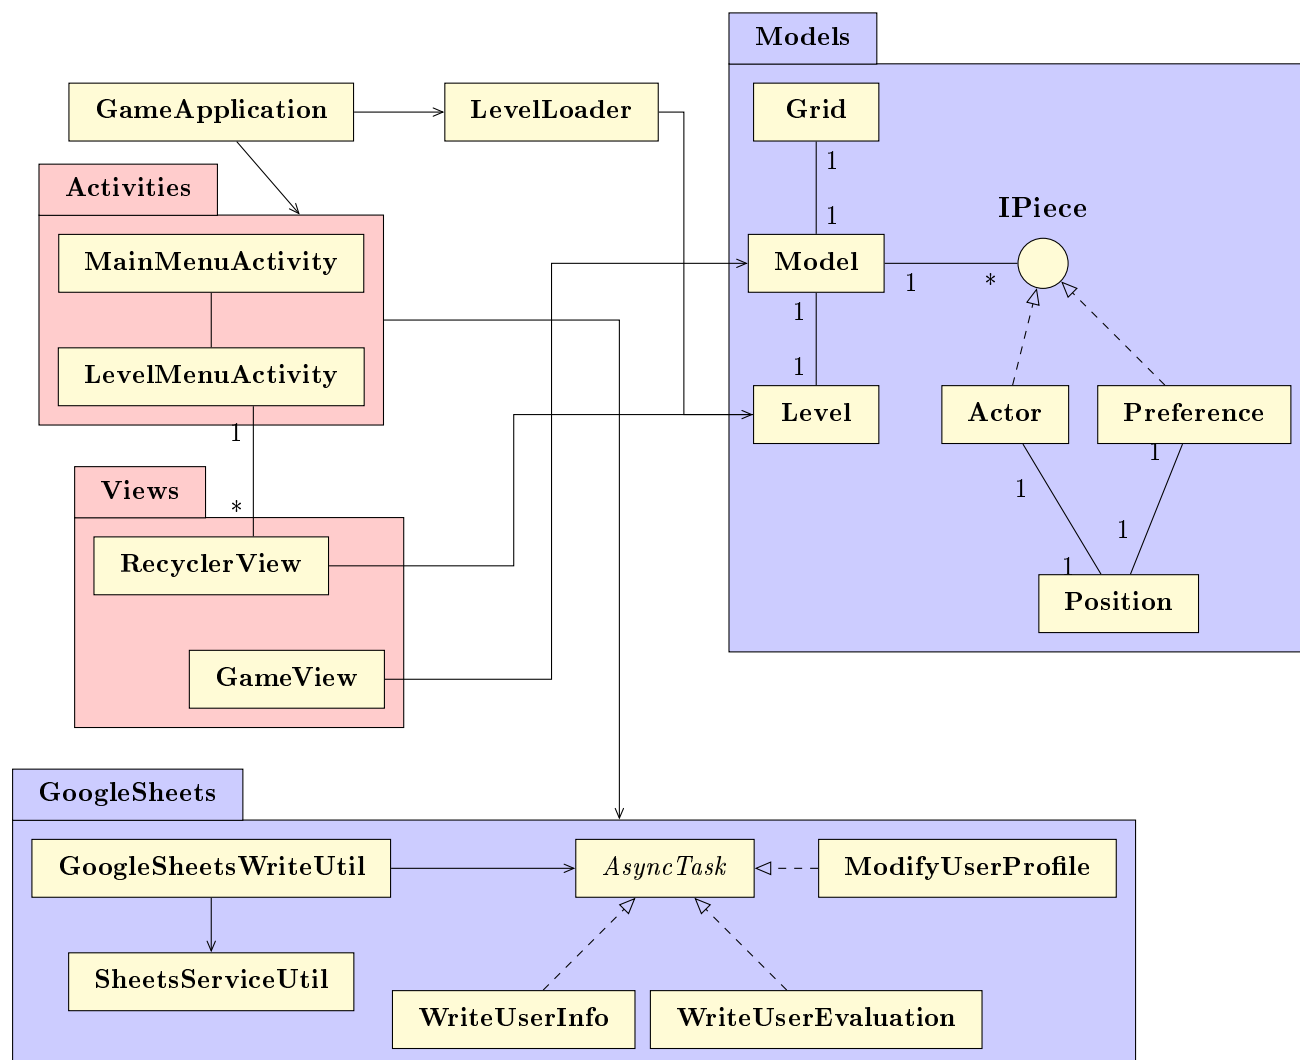 Models
GameApplication
LevelLoader
Grid
1
Activities
1
IPiece
MainMenuActivity
Model
1
*
1
1
LevelMenuActivity
Level
Actor
Preference
1
1
1
Views
*
1
RecyclerView
1
Position
GameView
GoogleSheets
GoogleSheetsWriteUtil
AsyncTask
ModifyUserProfile
SheetsServiceUtil
WriteUserInfo
WriteUserEvaluation